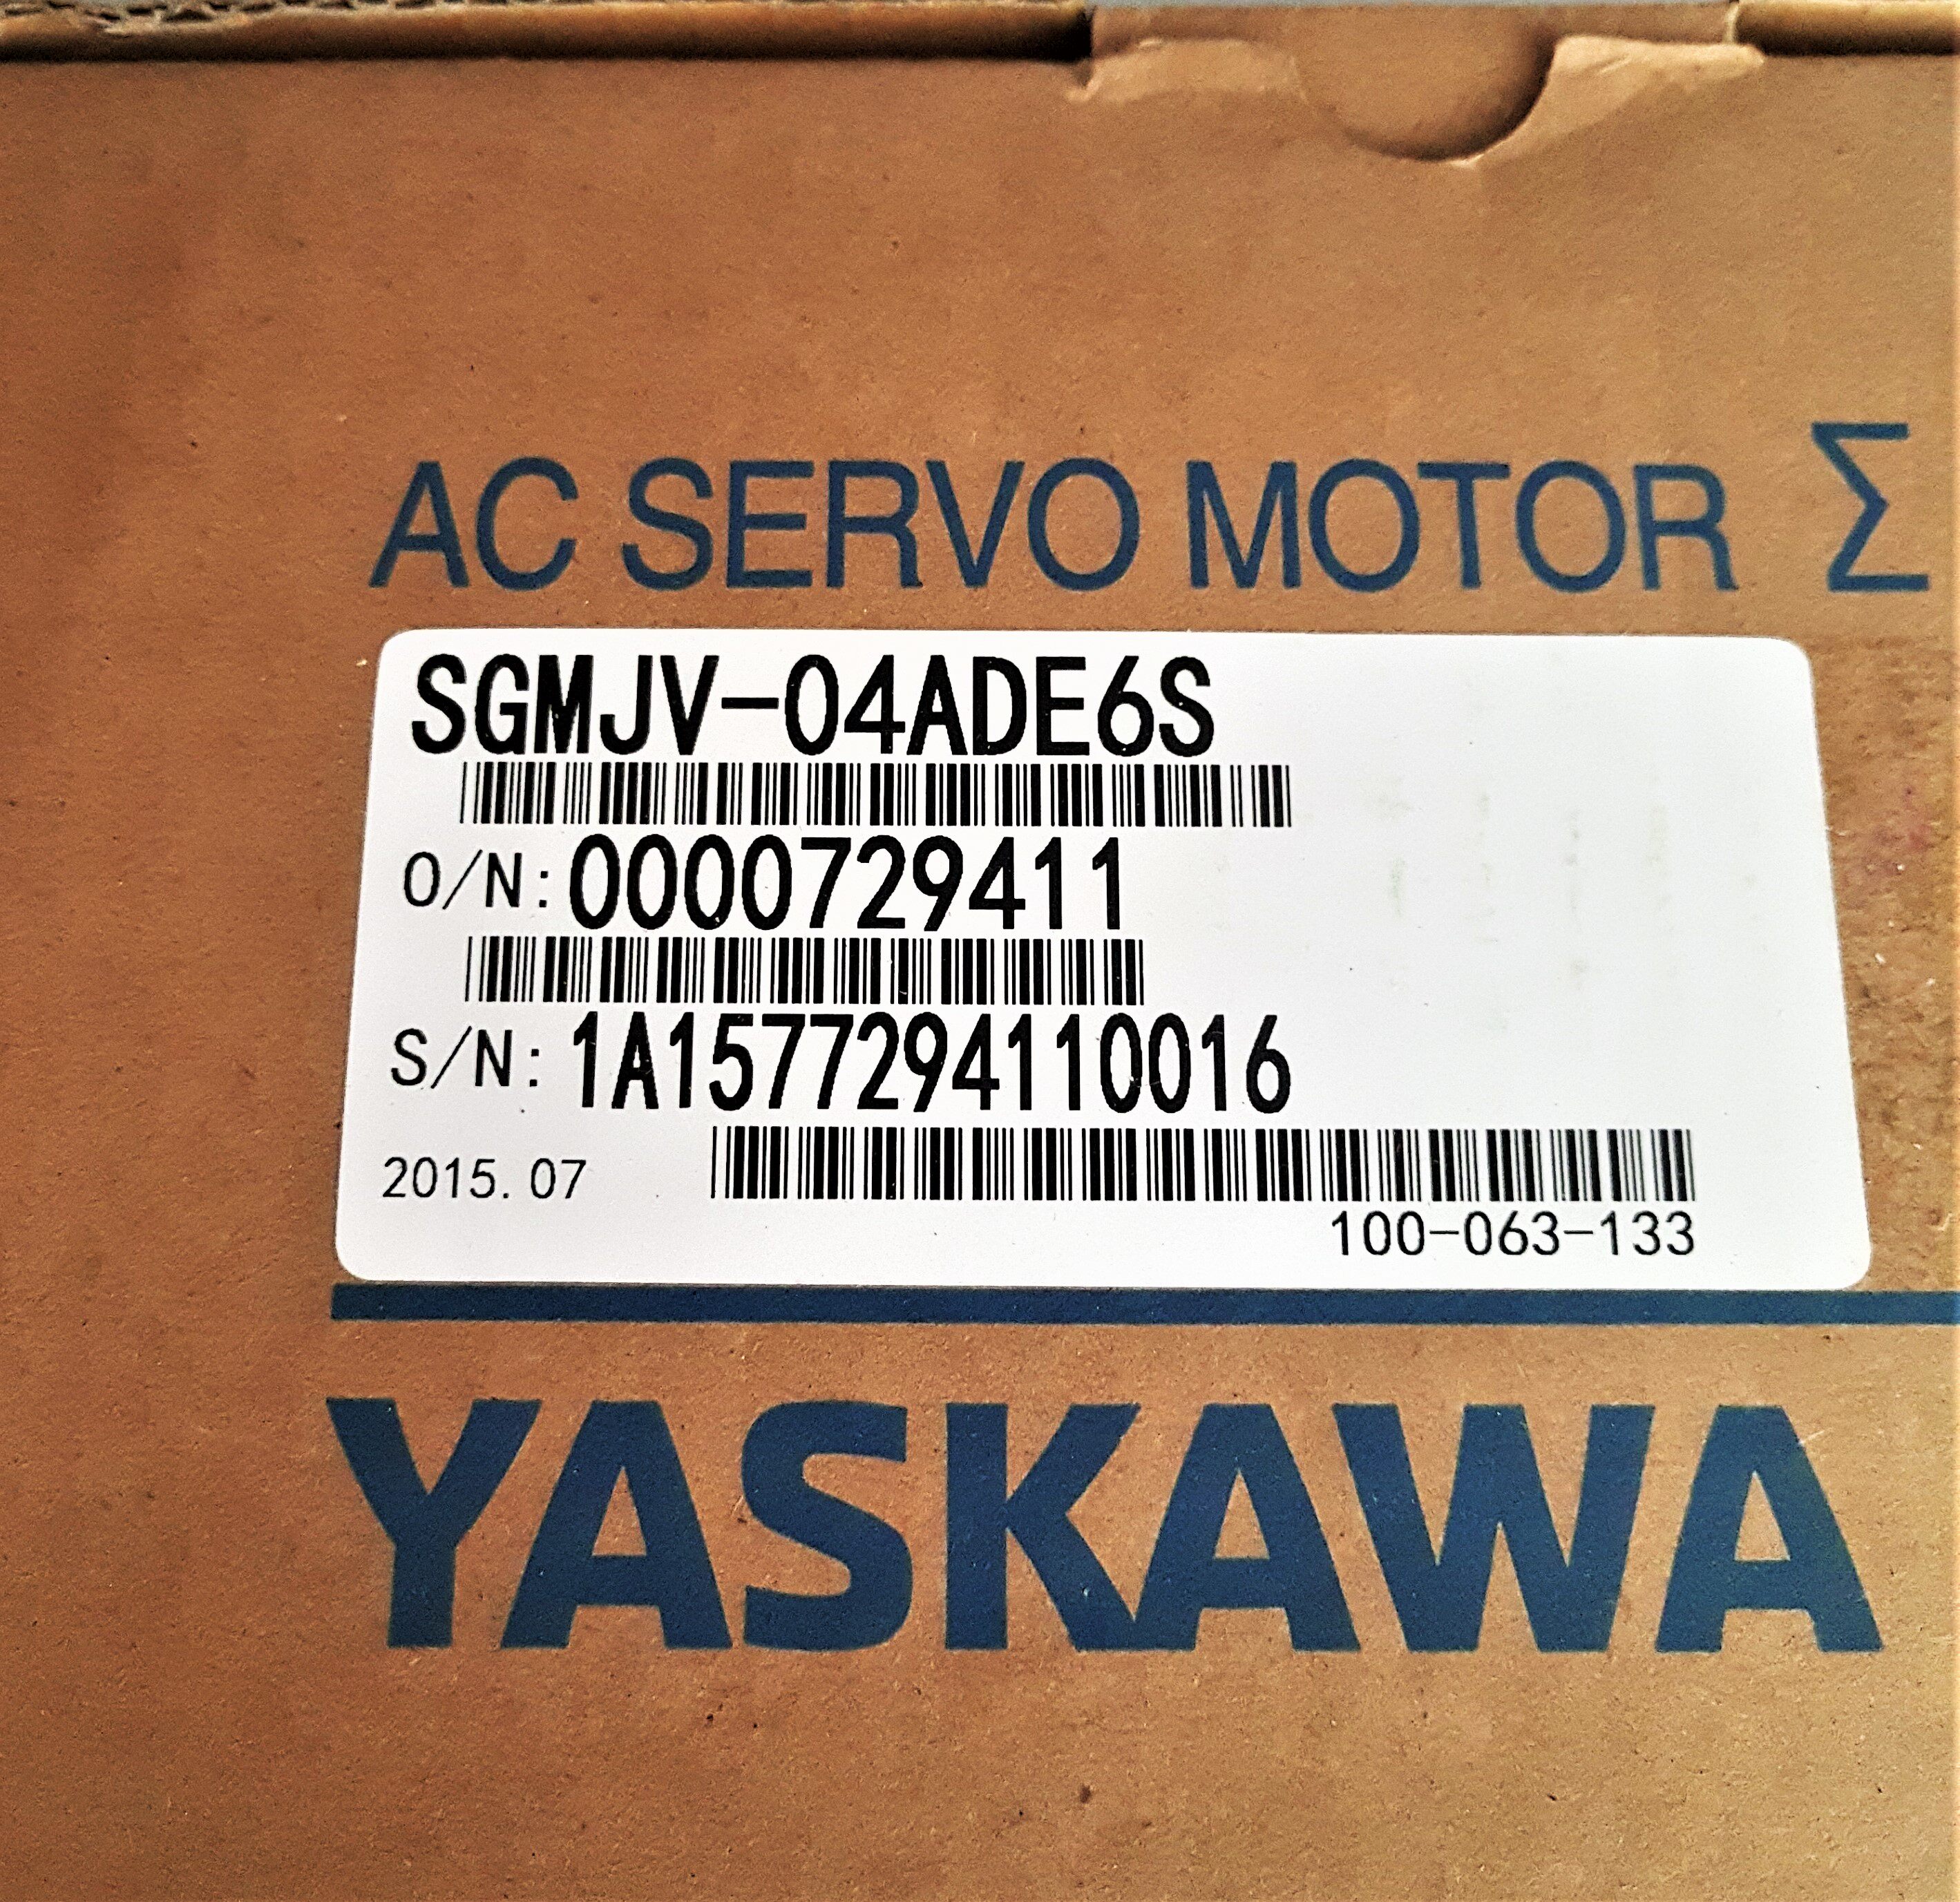 AC SERVO MOTOR Σ
SGMJV-04ADE6S
O/N: 0000729411
S/N: 1A1577294110016
2015. 07
100-063-133
YASKAWA